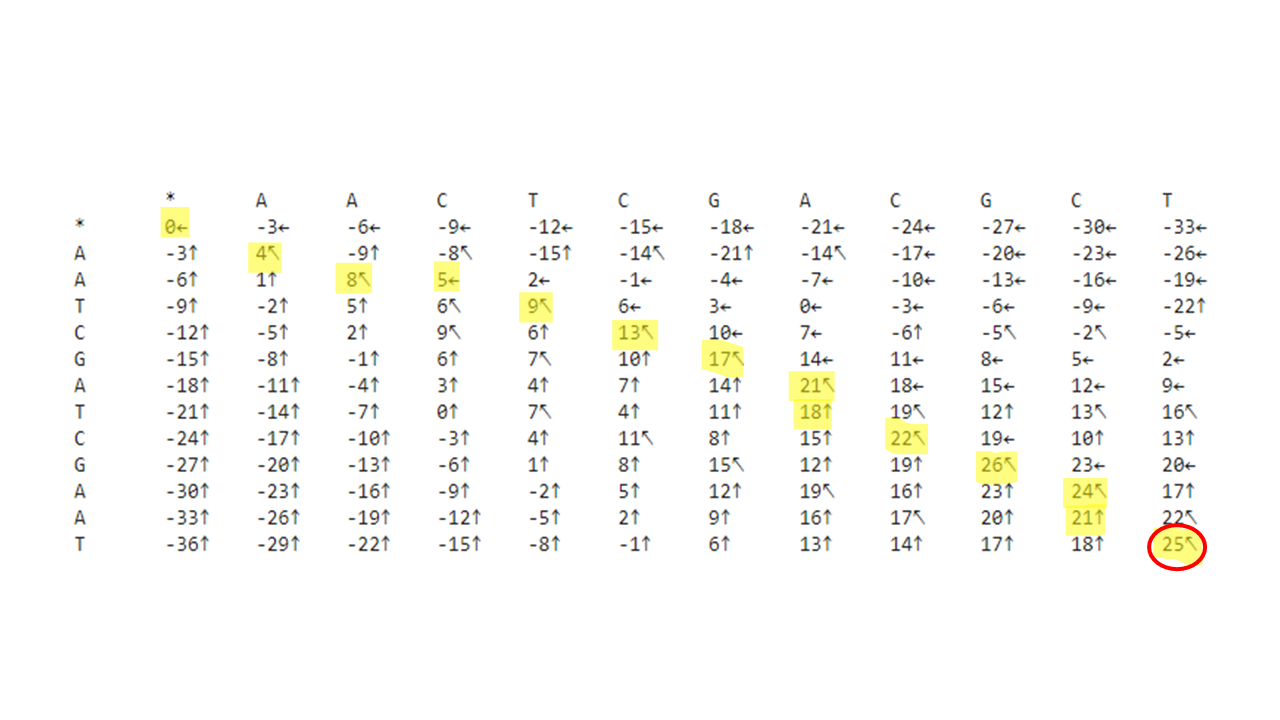 * A A C T C G A C G C T
* 0← -3← -6← -9← -12← -15← -18← -21← -24← -27← -30← -33←
A -3↑ 4↖ -9↑ -8↖ -15↑ -14↖ -21↑ -14↖ -17← -20← -23← -26←
A -6↑ 1↑ 8↖ 5← 2← -1← -4← -7← -10← -13← -16← -19←
T -9↑ -2↑ 5↑ 6↖ 9↖ 6← 3← 0← -3← -6← -9← -22↑
C -12↑ -5↑ 2↑ 9↖ 6↑ 13↖ 10← 7← -6↑ -5↖ -2↖ -5←
G -15↑ -8↑ -1↑ 6↑ 7↖ 10↑ 17↖ 14← 11← 8← 5← 2←
A -18↑ -11↑ -4↑ 3↑ 4↑ 7↑ 14↑ 21↖ 18← 15← 12← 9←
T -21↑ -14↑ -7↑ 0↑ 7↖ 4↑ 11↑ 18↑ 19↖ 12↑ 13↖ 16↖
C -24↑ -17↑ -10↑ -3↑ 4↑ 11↖ 8↑ 15↑ 22↖ 19← 10↑ 13↑
G -27↑ -20↑ -13↑ -6↑ 1↑ 8↑ 15↖ 12↑ 19↑ 26↖ 23← 20←
A -30↑ -23↑ -16↑ -9↑ -2↑ 5↑ 12↑ 19↖ 16↑ 23↑ 24↖ 17↑
A -33↑ -26↑ -19↑ -12↑ -5↑ 2↑ 9↑ 16↑ 17↖ 20↑ 21↑ 22↖
T -36↑ -29↑ -22↑ -15↑ -8↑ -1↑ 6↑ 13↑ 14↑ 17↑ 18↑ 25↖